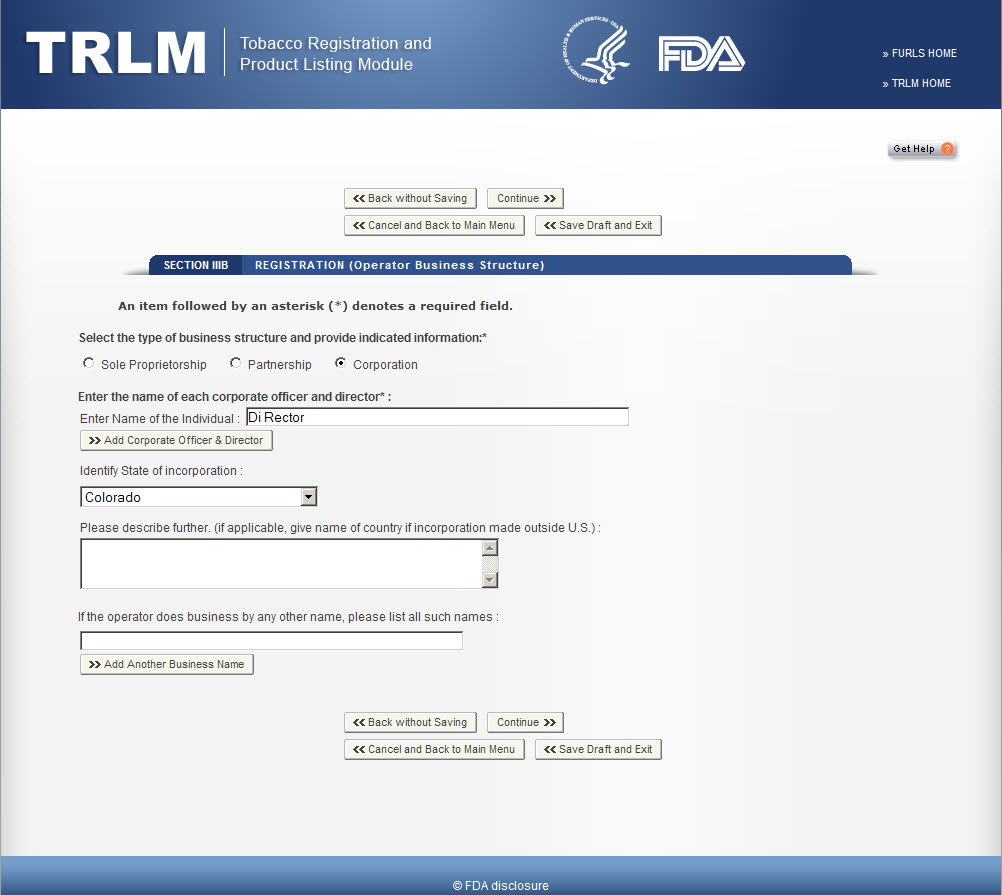 TRLM
Tobacco Registration and
Product Listing Module
DEPARTMENT OF HEALTH & HUMAN SERVICES · USA
FDA
» FURLS HOME
» TRLM HOME
Get Help ?
<< Back without Saving Continue >>
<< Cancel and Back to Main Menu << Save Draft and Exit
SECTION IIIB REGISTRATION (Operator Business Structure)
An item followed by an asterisk (*) denotes a required field.
Select the type of business structure and provide indicated information:*
Sole Proprietorship Partnership Corporation
Enter the name of each corporate officer and director* :
Enter Name of the Individual : Di Rector
>> Add Corporate Officer & Director
Identify State of incorporation :
Colorado
Please describe further. (if applicable, give name of country if incorporation made outside U.S.) :
If the operator does business by any other name, please list all such names :
>> Add Another Business Name
<< Back without Saving Continue >>
<< Cancel and Back to Main Menu << Save Draft and Exit
© FDA disclosure